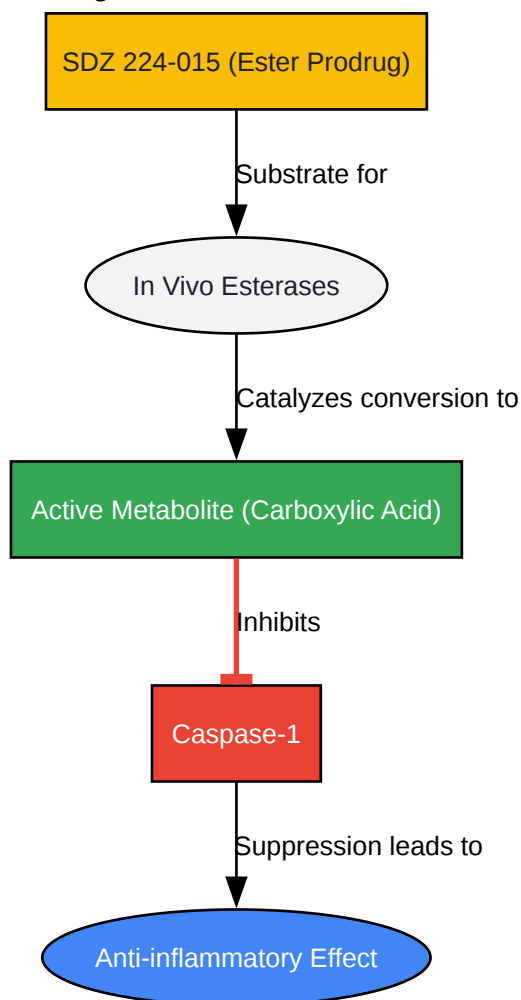 SDZ 224-015 (Ester Prodrug)
Substrate for
In Vivo Esterases
Catalyzes conversion to
Active Metabolite (Carboxylic Acid)
Inhibits
Caspase-1
Suppression leads to
Anti-inflammatory Effect